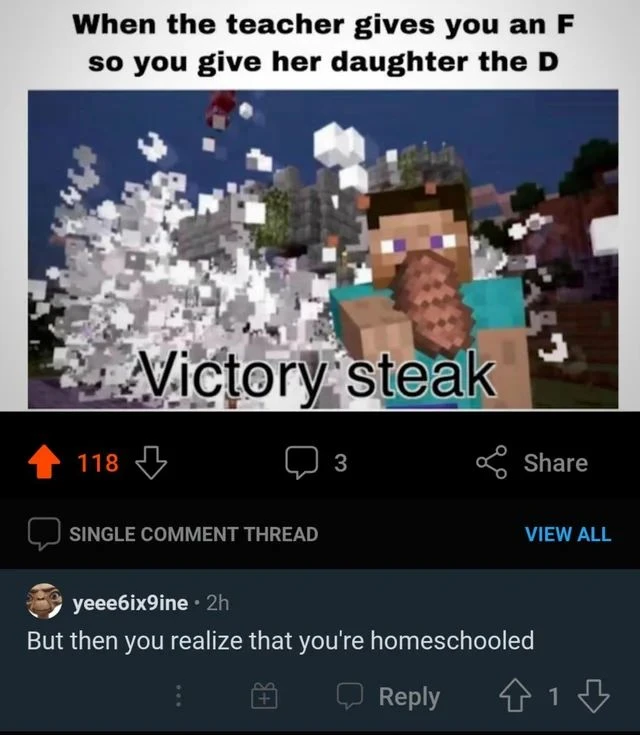 When the teacher gives you an F
so you give her daughter the D
Victory steak
118
3
Share
SINGLE COMMENT THREAD
VIEW ALL
yeee6ix9ine • 2h
But then you realize that you're homeschooled
Reply
1